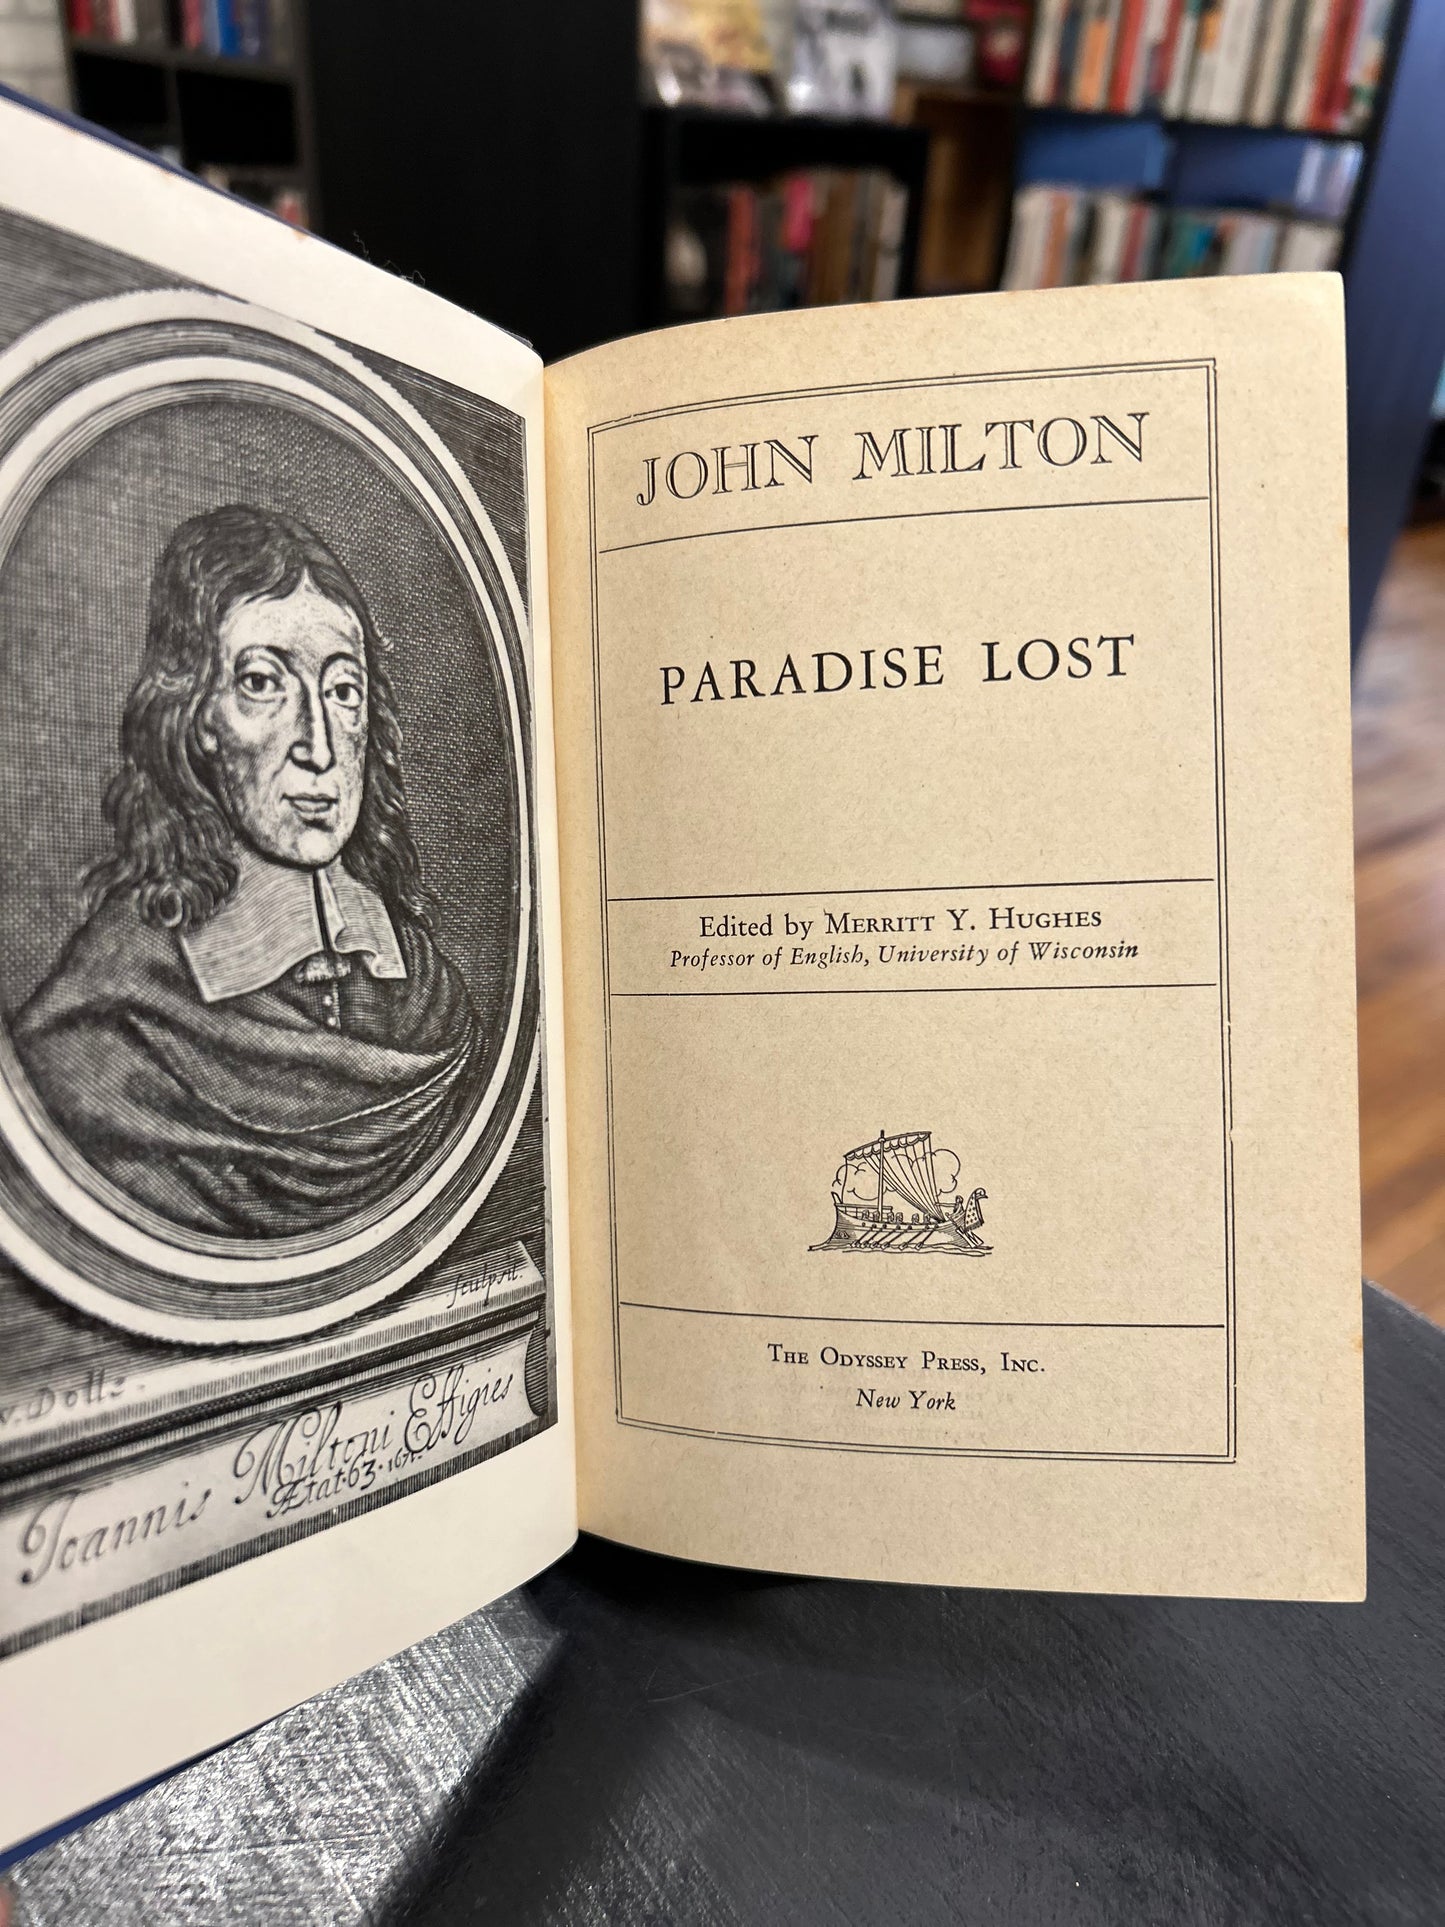 sculpsit.
W. Dolle.
Joannis Miltoni Effigies
Ætat: 63. 1671.
JOHN MILTON
PARADISE LOST
Edited by MERRITT Y. HUGHES
Professor of English, University of Wisconsin
THE ODYSSEY PRESS, INC.
New York